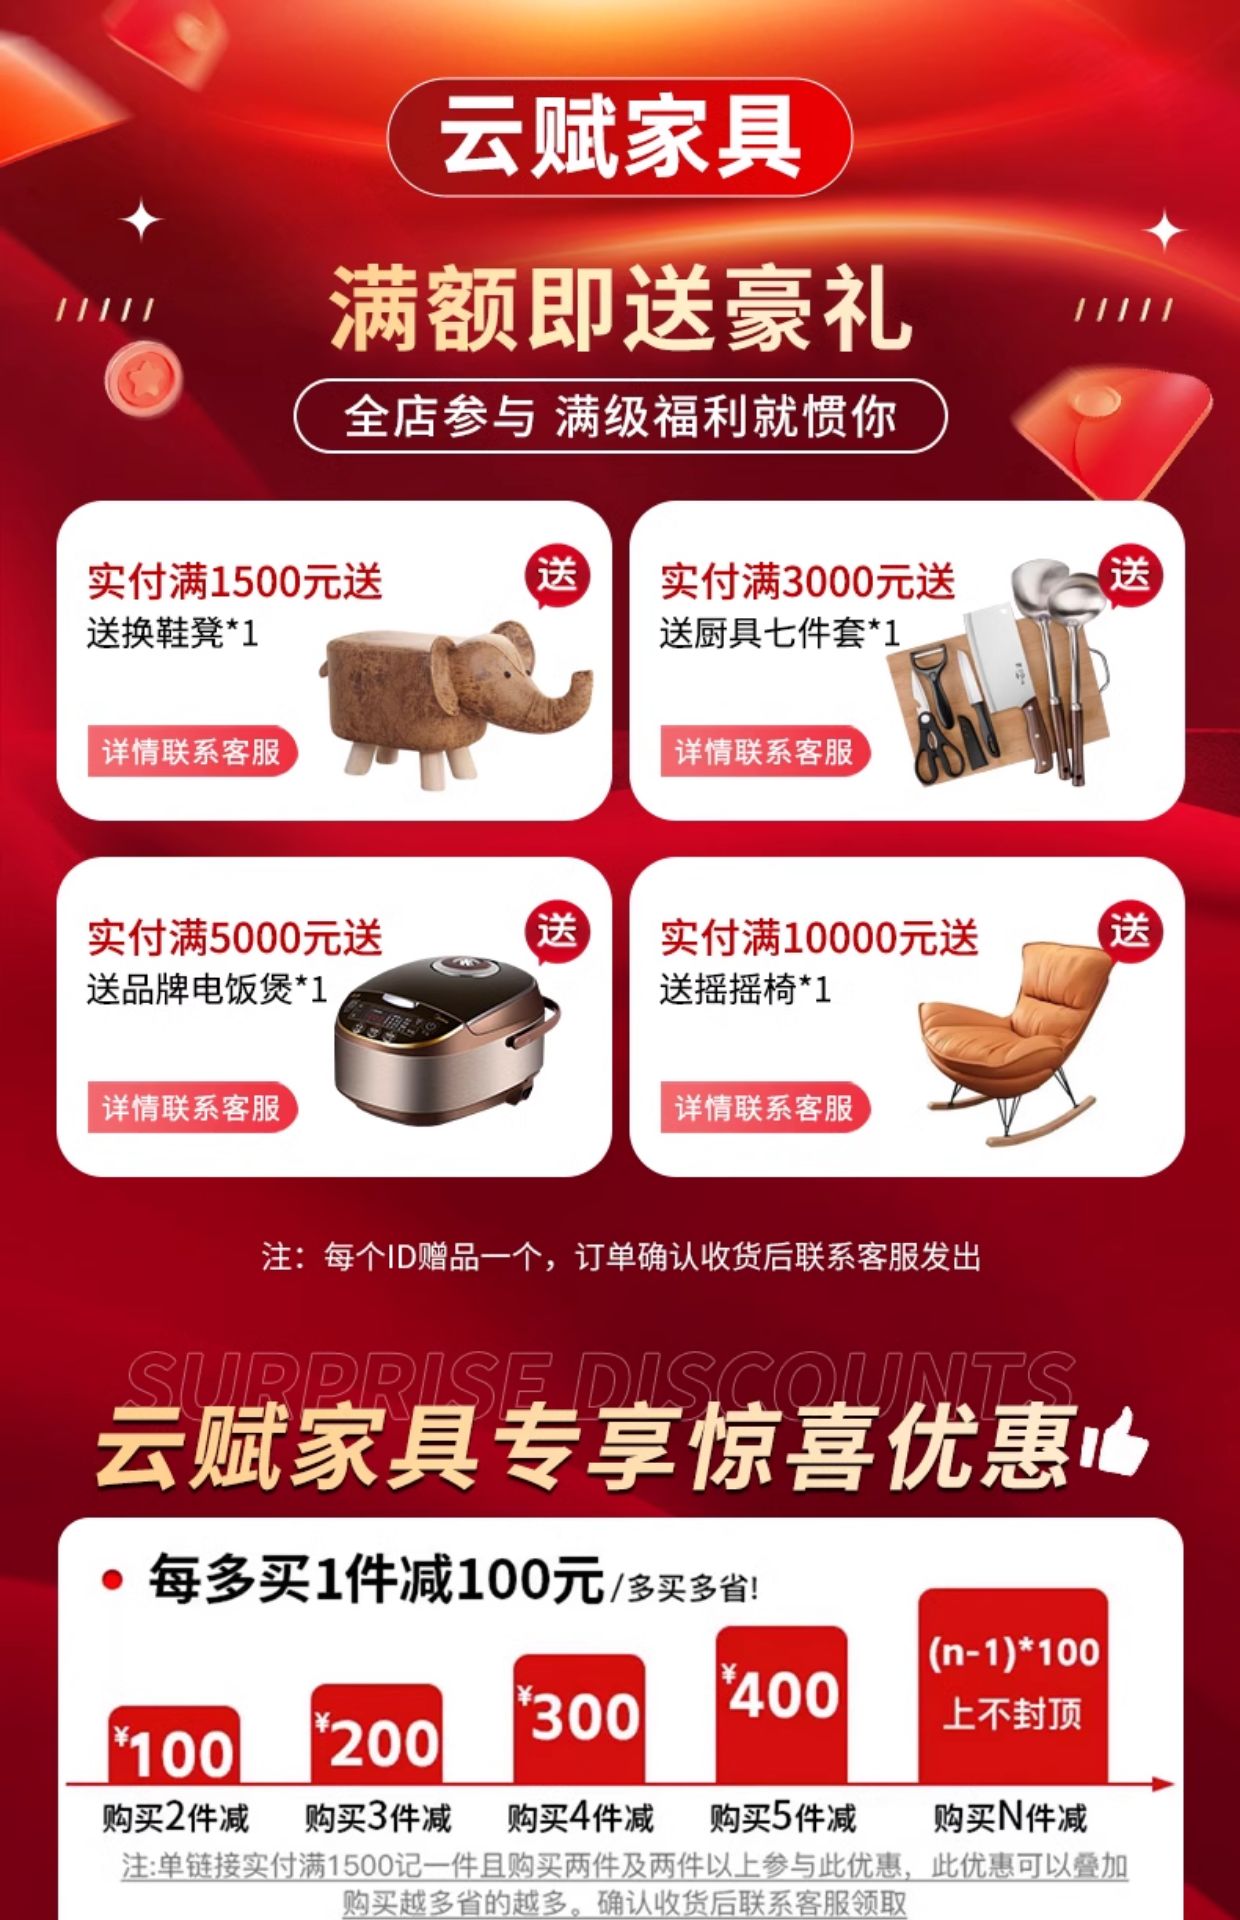 云赋家具
满额即送豪礼
全店参与 满级福利就惯你
实付满1500元送
送
送换鞋凳*1
详情联系客服
实付满3000元送
送
送厨具七件套*1
详情联系客服
实付满5000元送
送
送品牌电饭煲*1
详情联系客服
实付满10000元送
送
送摇摇椅*1
详情联系客服
注：每个ID赠品一个，订单确认收货后联系客服发出
SURPRISE DISCOUNTS
云赋家具专享惊喜优惠
每多买1件减100元/多买多省!
¥100
¥200
¥300
¥400
(n-1)*100
上不封顶
购买2件减
购买3件减
购买4件减
购买5件减
购买N件减
注:单链接实付满1500记一件且购买两件及两件以上参与此优惠，此优惠可以叠加
购买越多省的越多。确认收货后联系客服领取